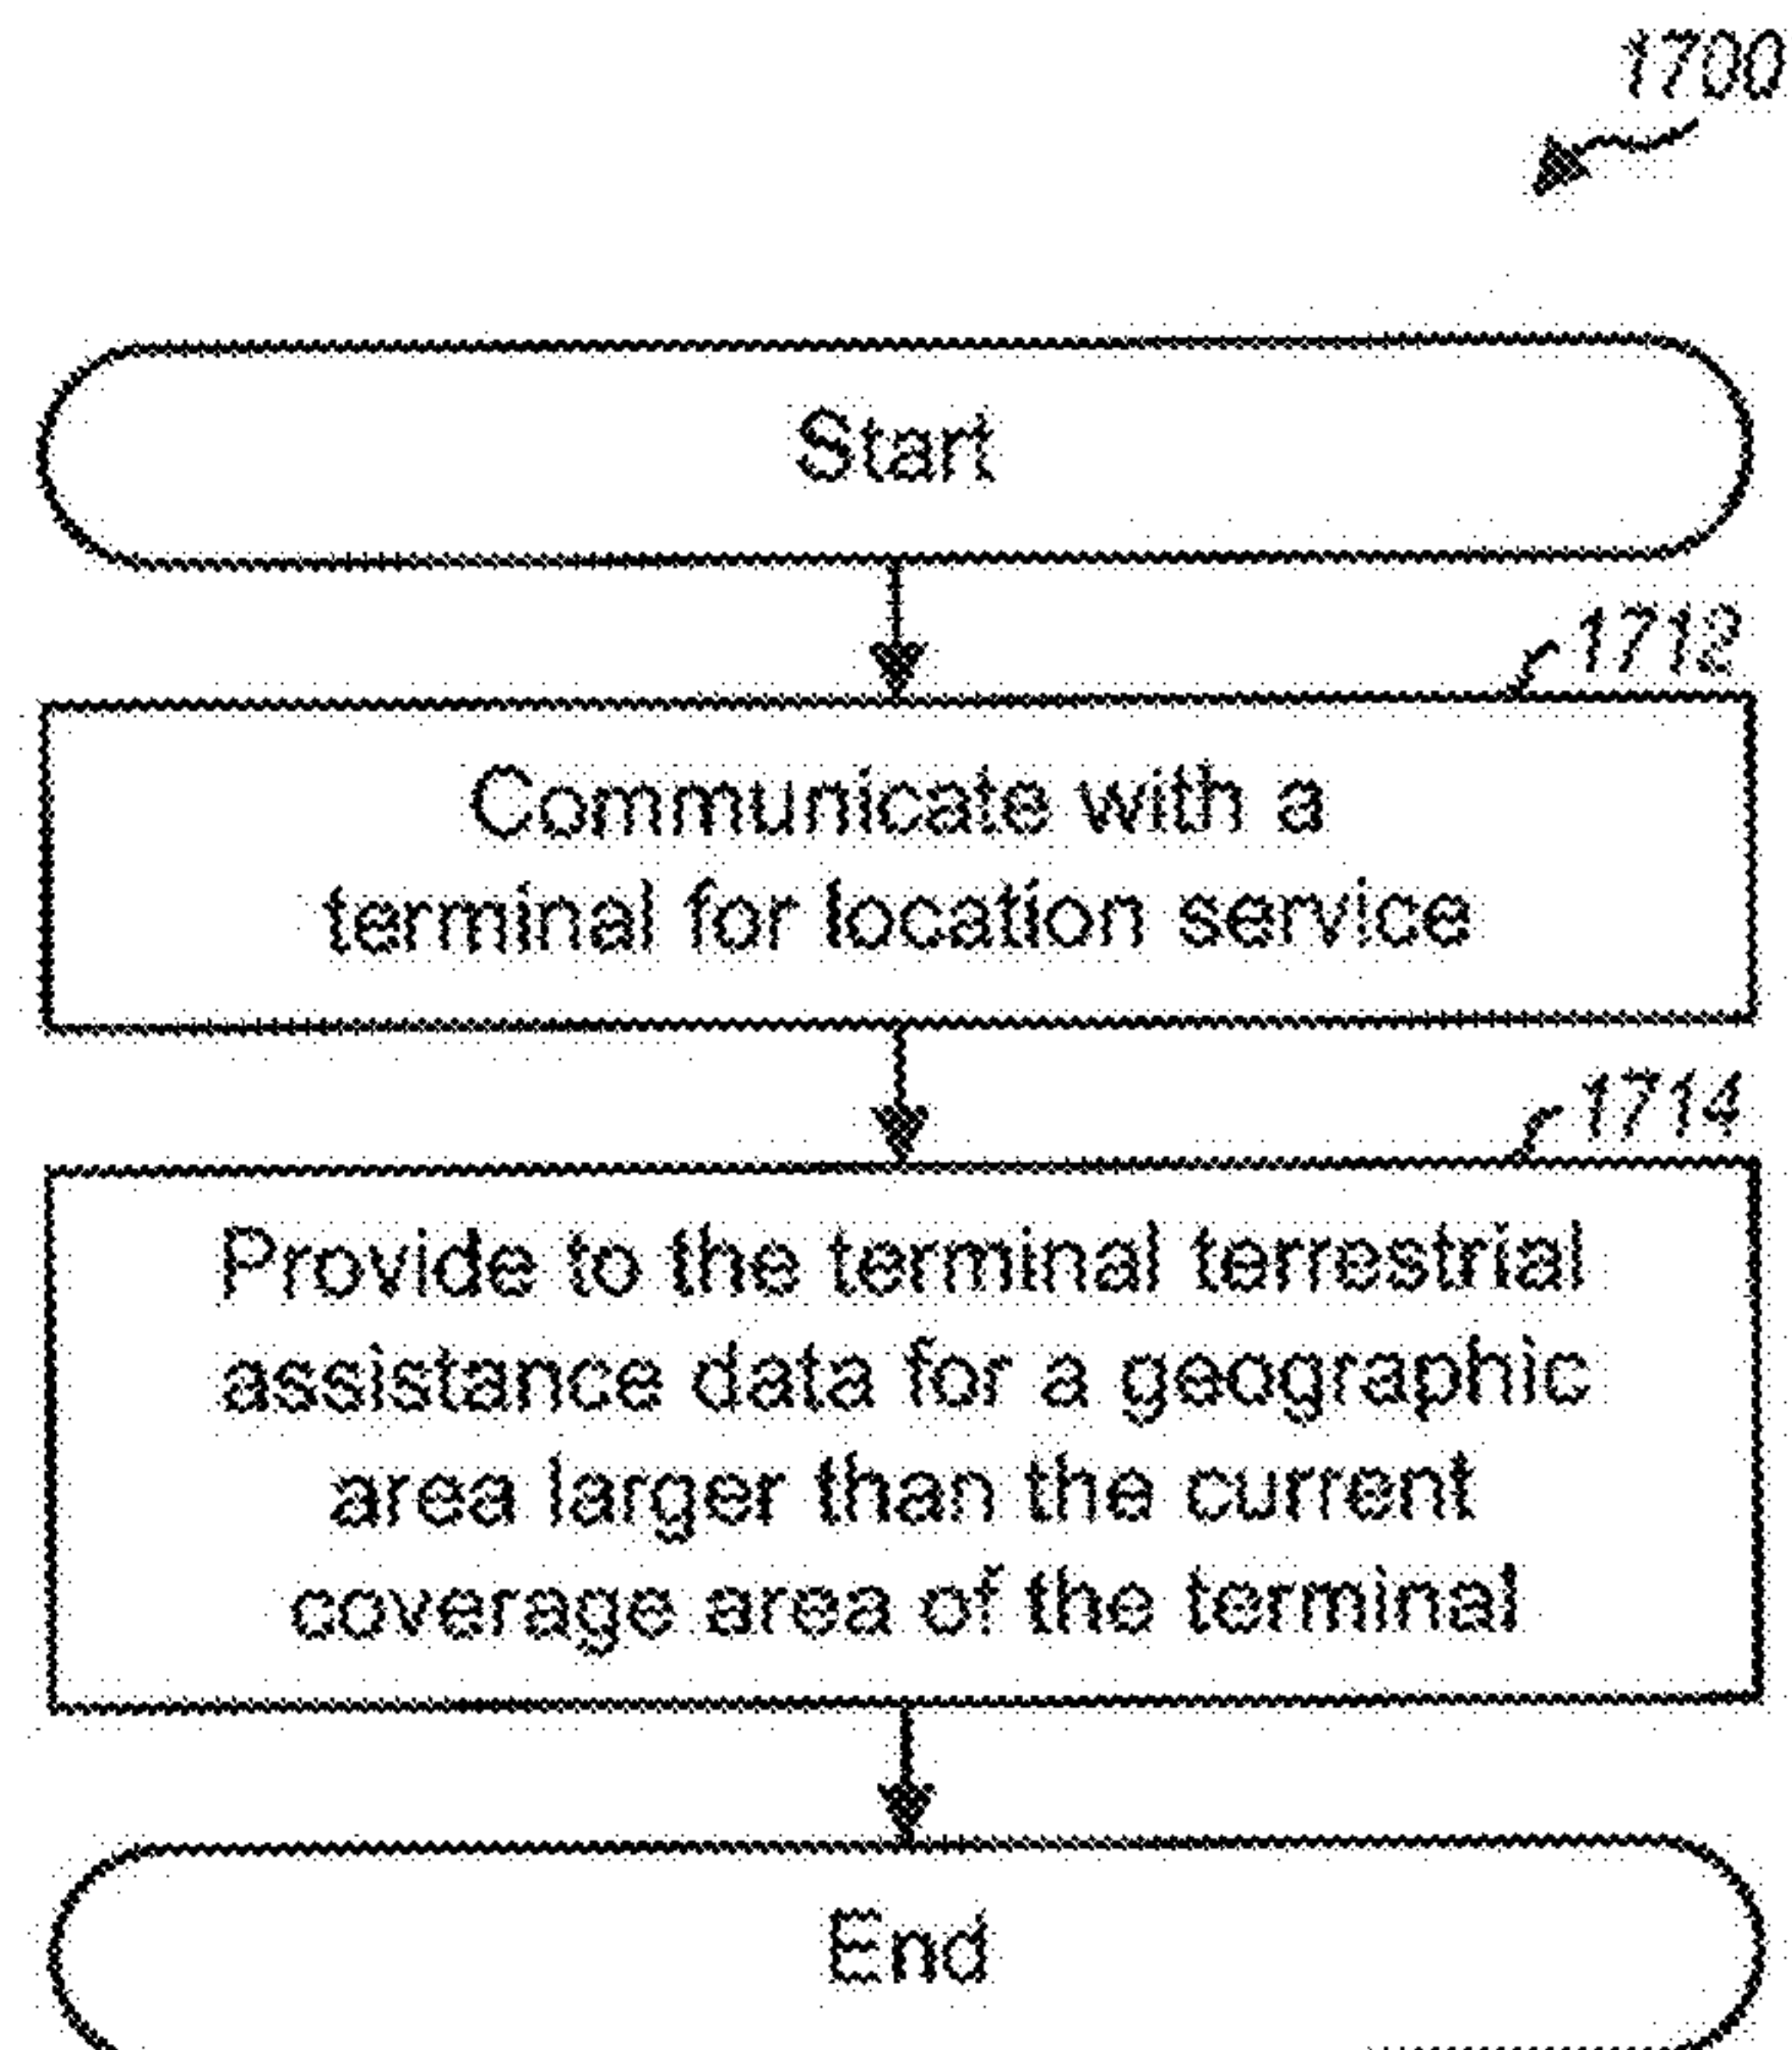 1700
Start
1712
Communicate with a
terminal for location service
1714
Provide to the terminal terrestrial
assistance data for a geographic
area larger than the current
coverage area of the terminal
End